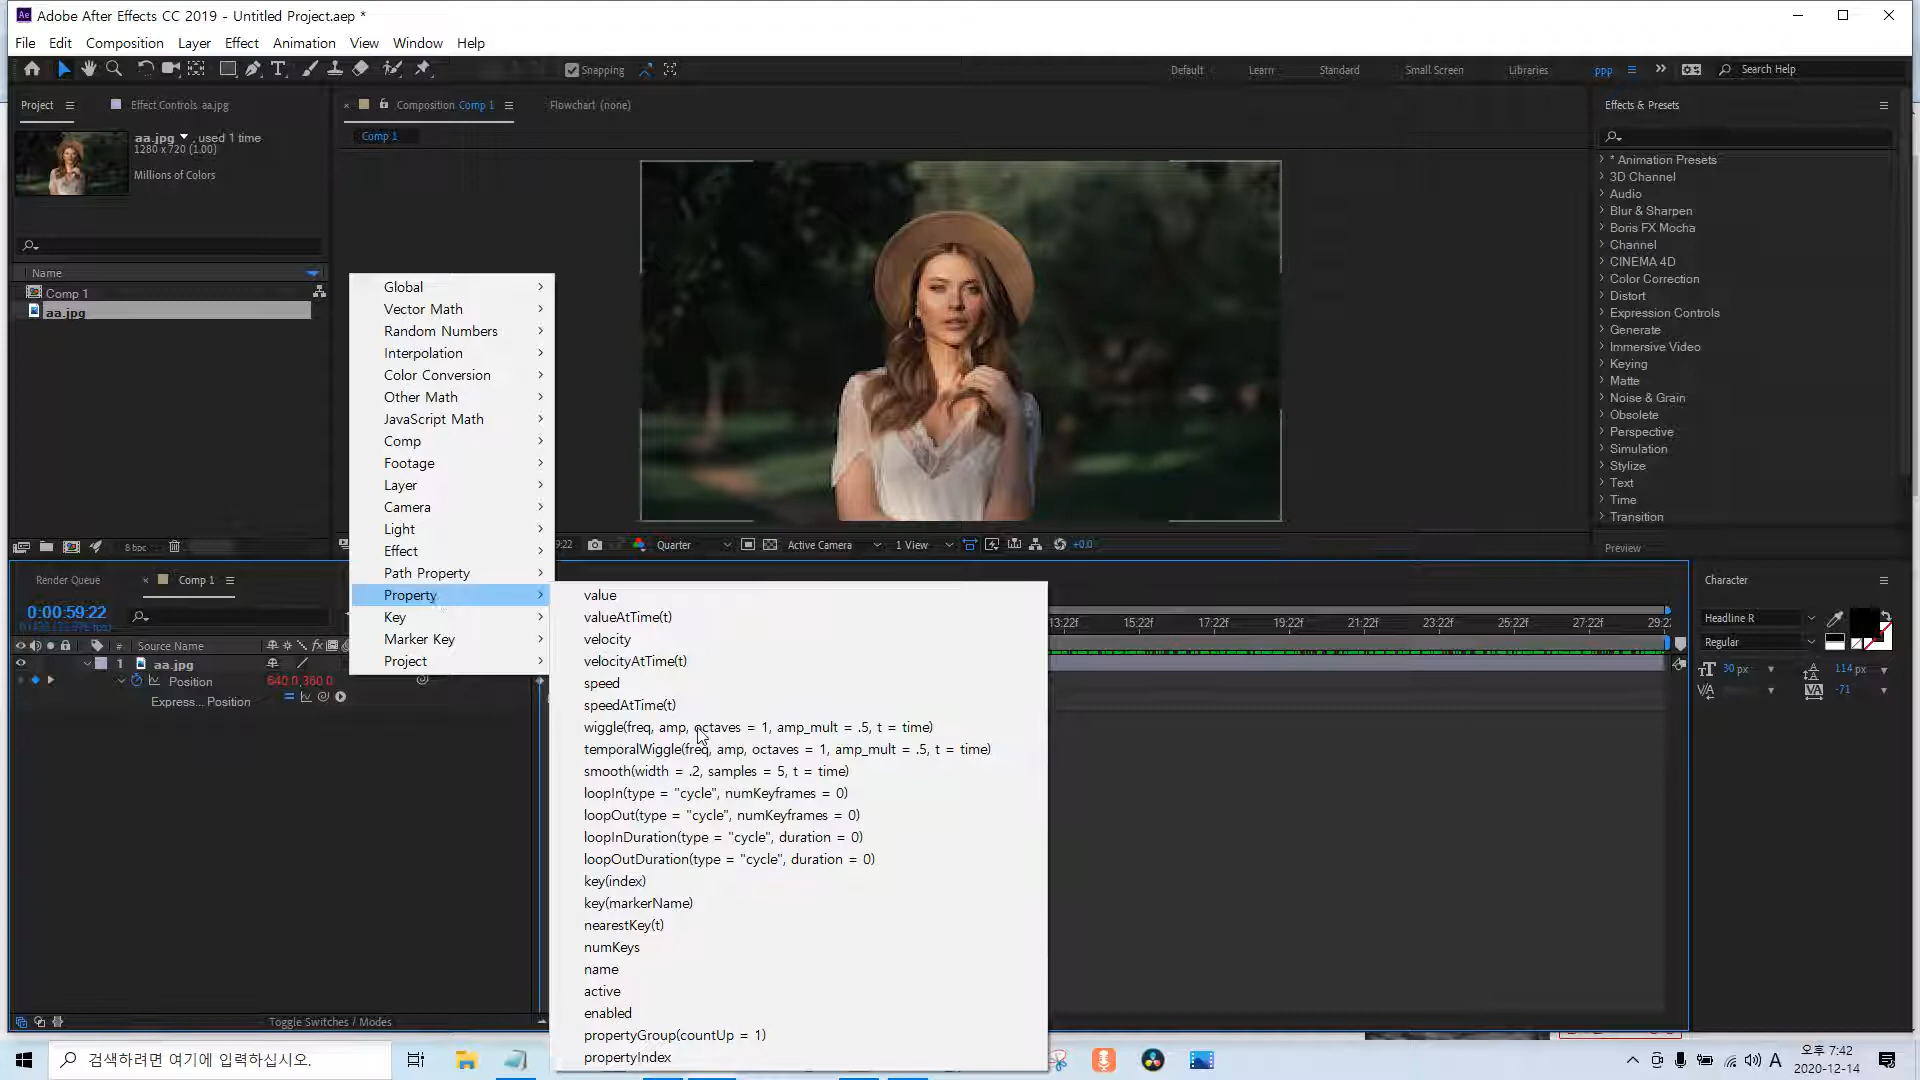 Adobe After Effects CC 2019 - Untitled Project.aep *
File Edit Composition Layer Effect Animation View Window Help
Snapping
Default Learn Standard Small Screen Libraries ppp
Search Help
Project
Effect Controls aa.jpg
Composition Comp 1
Flowchart (none)
Effects & Presets
aa.jpg , used 1 time
1280 x 720 (1.00)
Millions of Colors
Comp 1
Name
Comp 1
aa.jpg
8 bpc
* Animation Presets
3D Channel
Audio
Blur & Sharpen
Boris FX Mocha
Channel
CINEMA 4D
Color Correction
Distort
Expression Controls
Generate
Immersive Video
Keying
Matte
Noise & Grain
Obsolete
Perspective
Simulation
Stylize
Text
Time
Transition
Global
Vector Math
Random Numbers
Interpolation
Color Conversion
Other Math
JavaScript Math
Comp
Footage
Layer
Camera
Light
Effect
Path Property
Property
Key
Marker Key
Project
9:22 Quarter Active Camera 1 View +0.0
Preview
Render Queue
Comp 1
0:00:59:22
# Source Name
1 aa.jpg
Position 640.0,360.0
Express... Position
13:22f 15:22f 17:22f 19:22f 21:22f 23:22f 25:22f 27:22f 29:2
value
valueAtTime(t)
velocity
velocityAtTime(t)
speed
speedAtTime(t)
wiggle(freq, amp, octaves = 1, amp_mult = .5, t = time)
temporalWiggle(freq, amp, octaves = 1, amp_mult = .5, t = time)
smooth(width = .2, samples = 5, t = time)
loopIn(type = "cycle", numKeyframes = 0)
loopOut(type = "cycle", numKeyframes = 0)
loopInDuration(type = "cycle", duration = 0)
loopOutDuration(type = "cycle", duration = 0)
key(index)
key(markerName)
nearestKey(t)
numKeys
name
active
enabled
propertyGroup(countUp = 1)
propertyIndex
Character
Headline R
Regular
30 px
114 px
-71
Toggle Switches / Modes
검색하려면 여기에 입력하십시오.
A
오후 7:42
2020-12-14